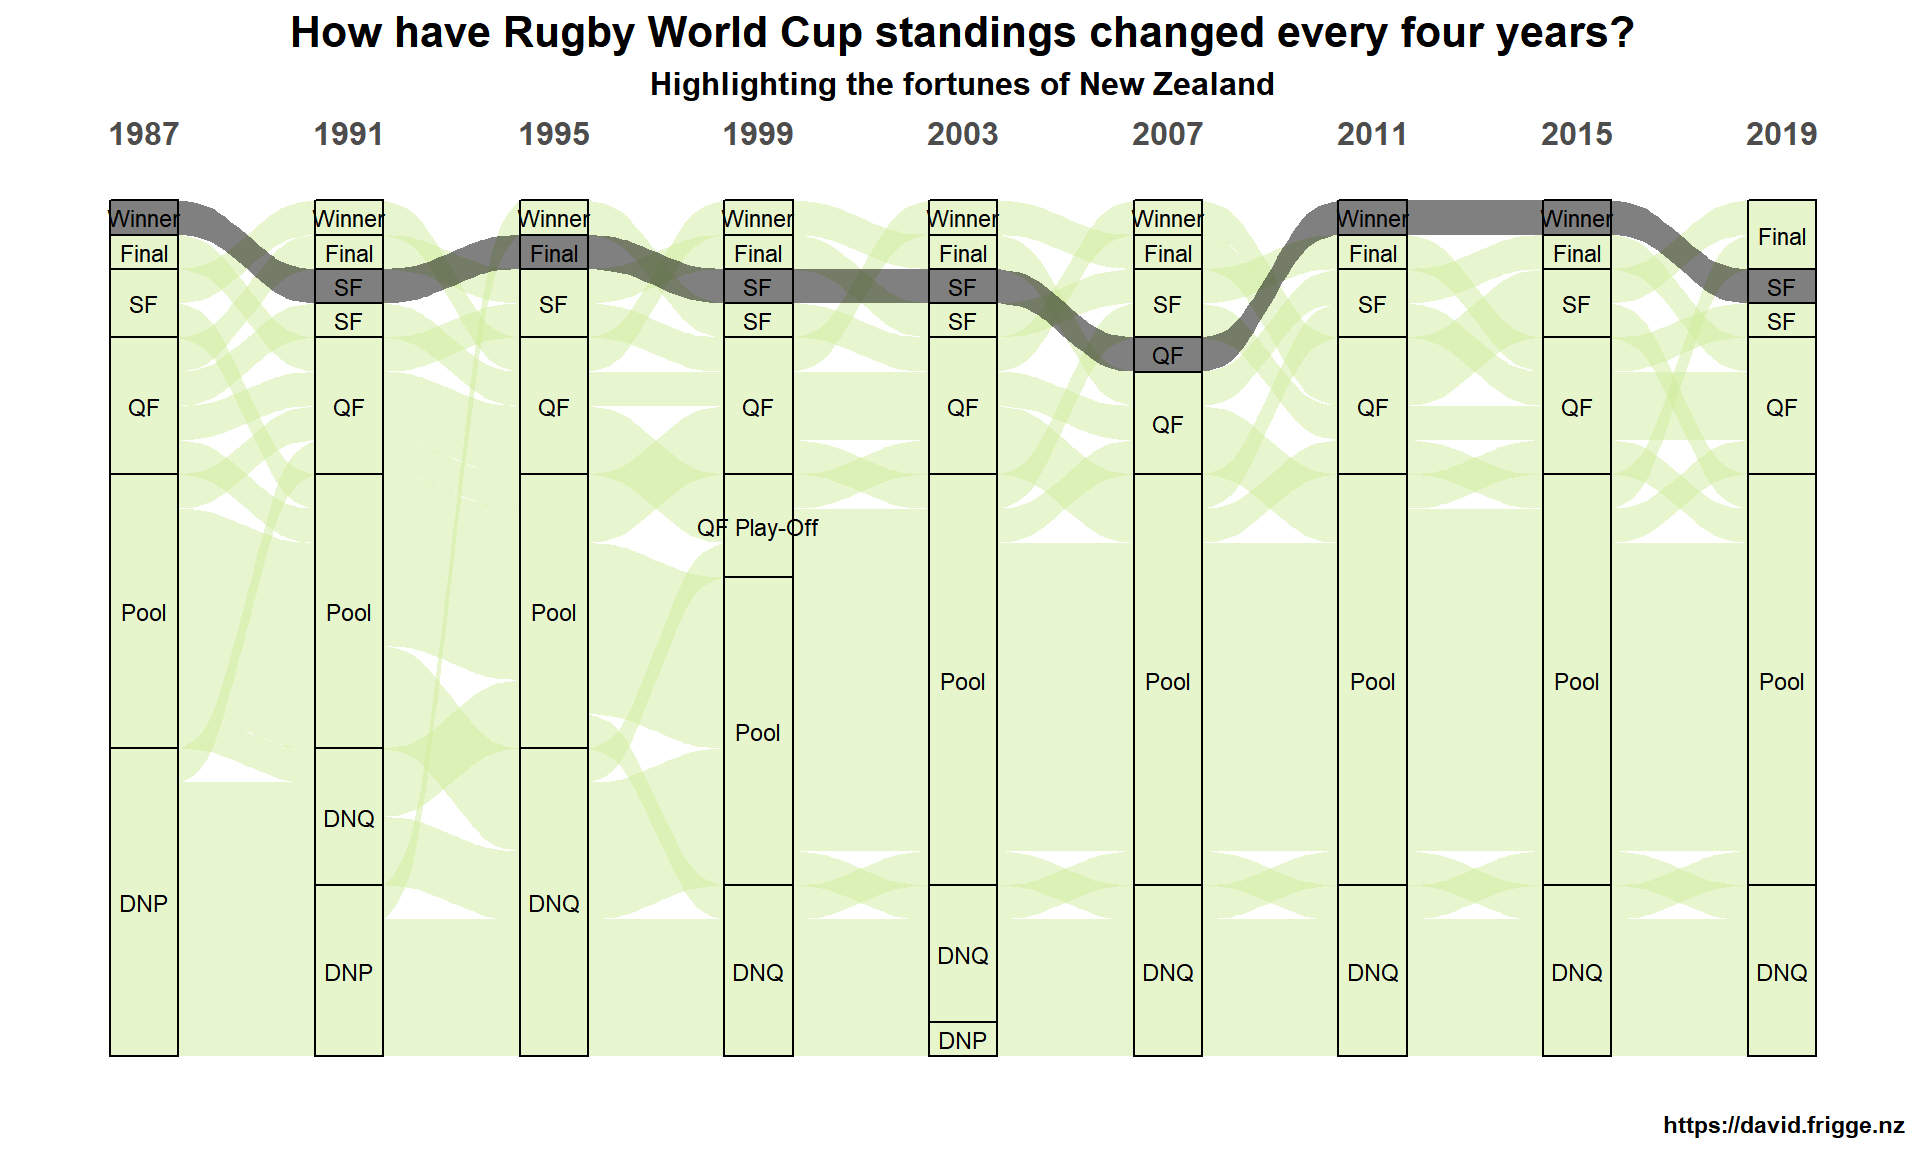 How have Rugby World Cup standings changed every four years?
Highlighting the fortunes of New Zealand
1987 1991 1995 1999 2003 2007 2011 2015 2019
Winner Winner Winner Winner Winner Winner Winner Winner
Final
Final Final Final Final Final Final Final Final
SF SF SF SF
SF SF SF SF SF
SF SF SF SF
QF
QF QF QF QF QF QF QF QF
QF
QF Play-Off
Pool Pool Pool
Pool Pool Pool Pool Pool
Pool
DNQ
DNP DNQ
DNQ
DNP DNQ DNQ DNQ DNQ DNQ
DNP
https://david.frigge.nz